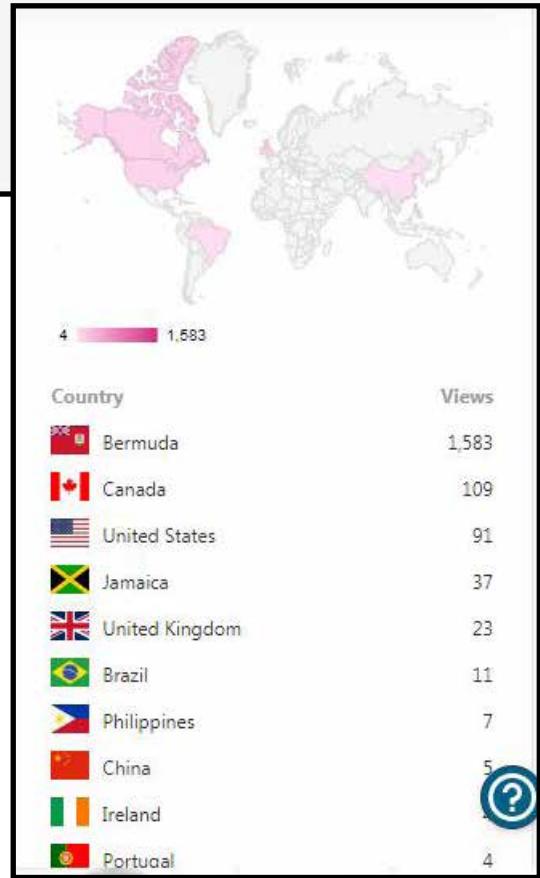 4 1,583
Country Views
Bermuda 1,583
Canada 109
United States 91
Jamaica 37
United Kingdom 23
Brazil 11
Philippines 7
China 5
Ireland
Portugal 4
?